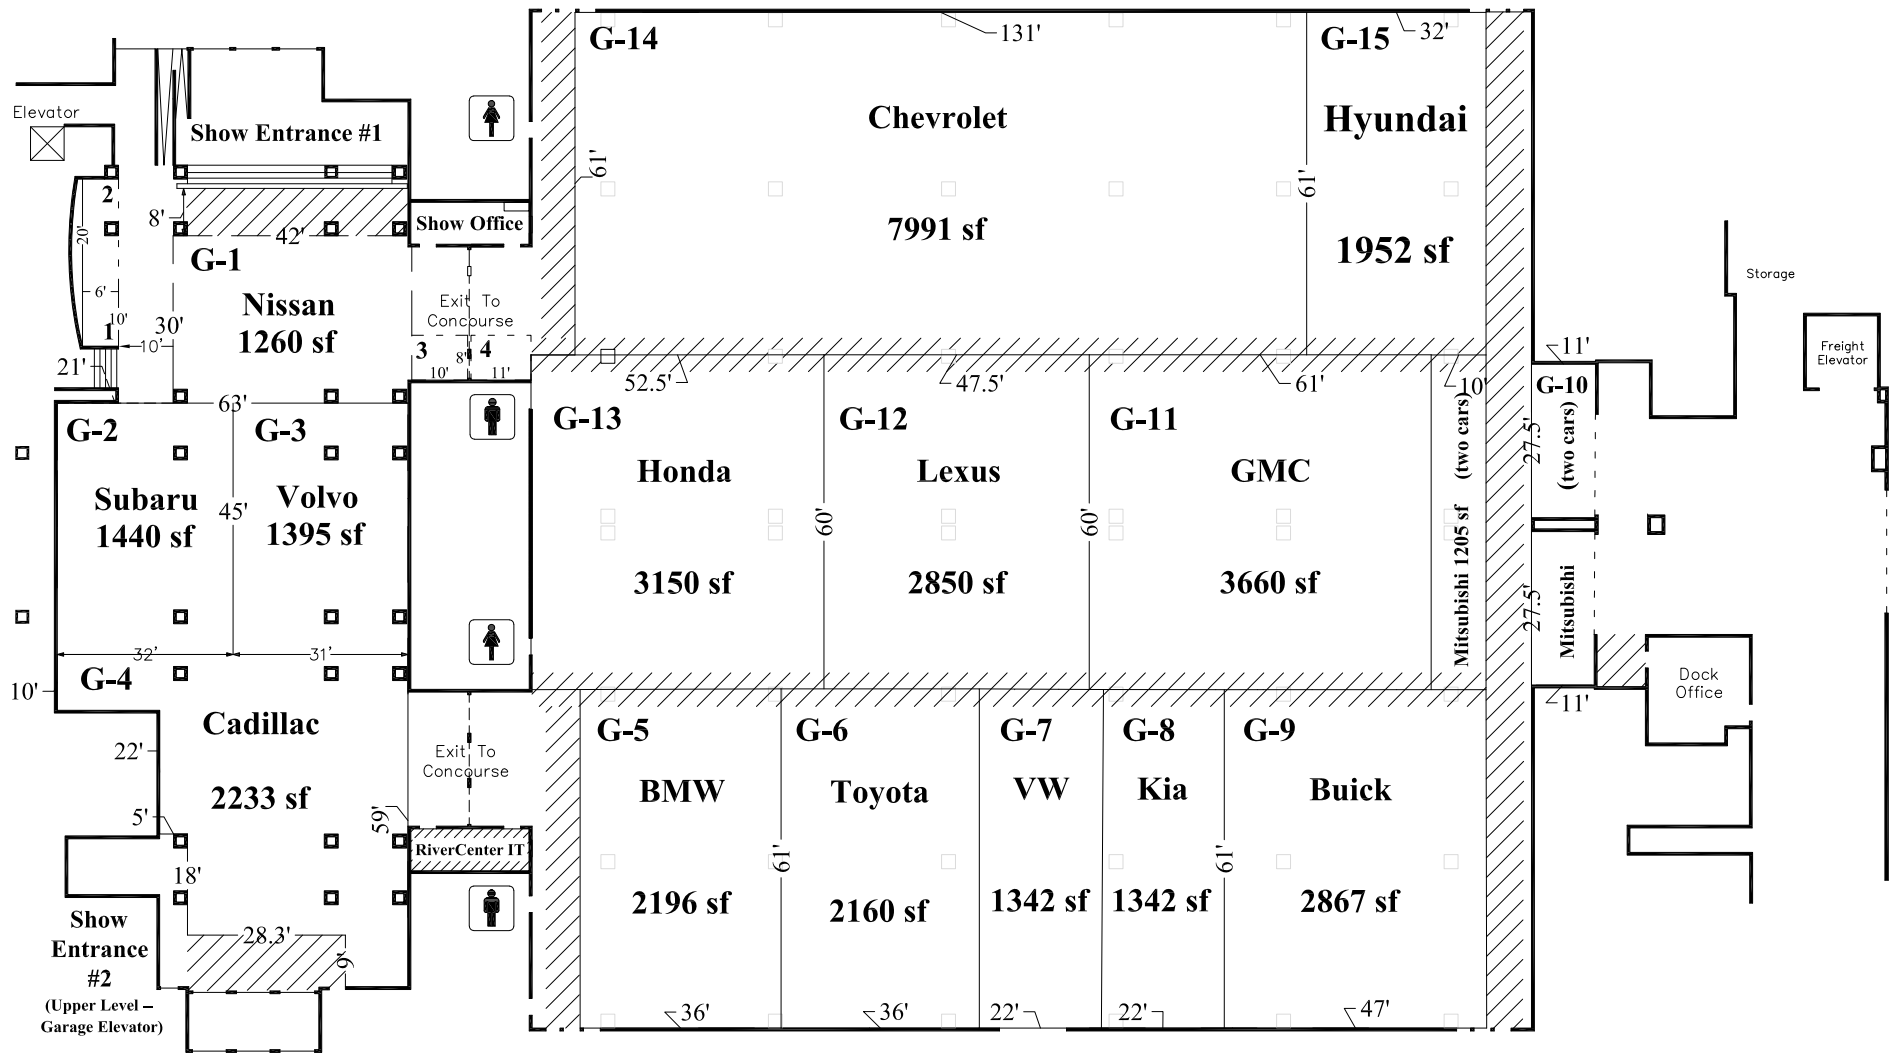 G-14
131'
G-15
32'
Elevator
Show Entrance #1
Chevrolet
Hyundai
61'
61'
2
8'
42'
Show Office
7991 sf
1952 sf
20'
G-1
6'
Nissan
1260 sf
10'
1
30'
10'
21'
Exit To
Concourse
3
8'
4
10'
11'
Storage
Freight
Elevator
11'
52.5'
47.5'
61'
10'
63'
G-2
G-3
G-13
G-12
G-11
G-10
(two cars)
(two cars)
27.5'
Subaru
1440 sf
45'
Volvo
1395 sf
Honda
Lexus
GMC
60'
60'
3150 sf
2850 sf
3660 sf
Mitsubishi 1205 sf
27.5'
Mitsubishi
32'
31'
G-4
10'
Dock
Office
11'
Cadillac
22'
2233 sf
5'
59'
18'
Exit To
Concourse
RiverCenter IT
G-5
G-6
G-7
G-8
G-9
BMW
Toyota
VW
Kia
Buick
61'
61'
2196 sf
2160 sf
1342 sf
1342 sf
2867 sf
Show
Entrance
#2
(Upper Level –
Garage Elevator)
28.3'
9'
36'
36'
22'
22'
47'